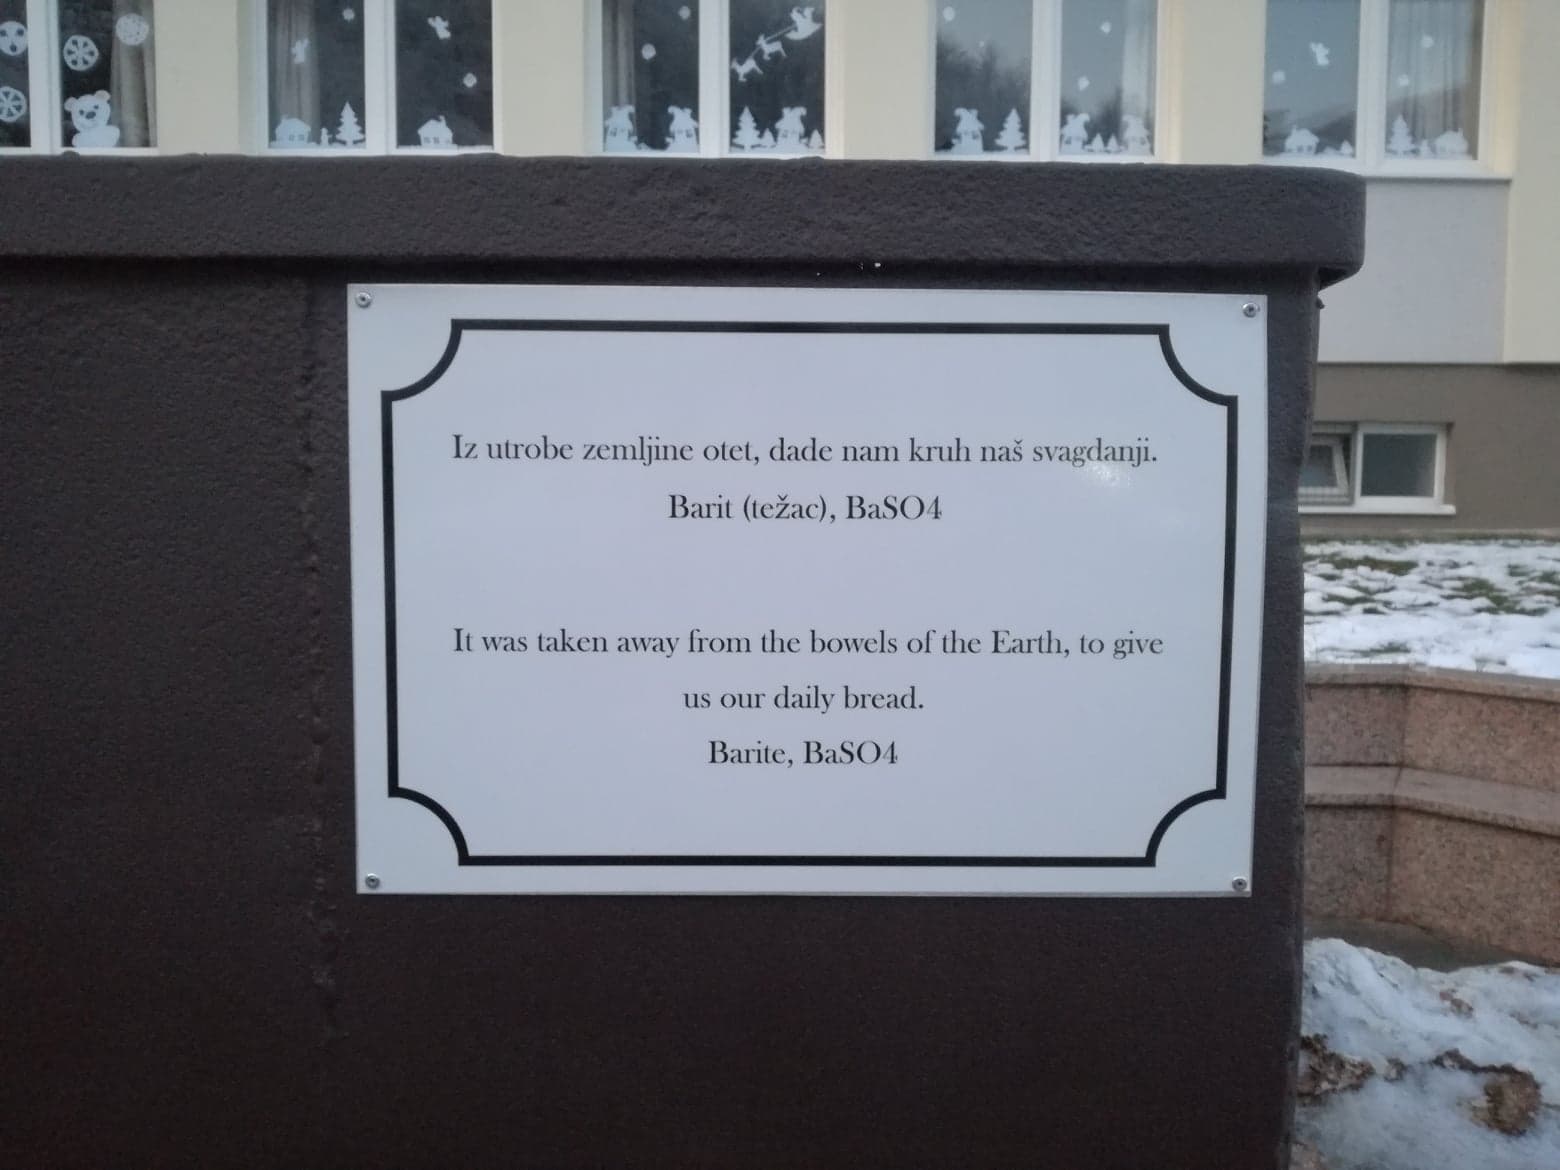 Iz utrobe zemljine otet, dade nam kruh naš svagdanji.
Barit (težac), BaSO4
It was taken away from the bowels of the Earth, to give
us our daily bread.
Barite, BaSO4